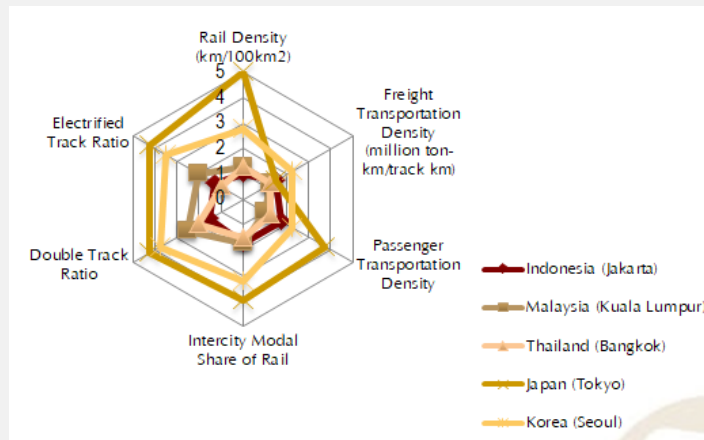 Rail Density
(km/100km2)
5
4
3
2
1
0
Freight
Transportation
Density
(million ton-
km/track km)
Electrified
Track Ratio
Double Track
Ratio
Passenger
Transportation
Density
Intercity Modal
Share of Rail
Indonesia (Jakarta)
Malaysia (Kuala Lumpur)
Thailand (Bangkok)
Japan (Tokyo)
Korea (Seoul)